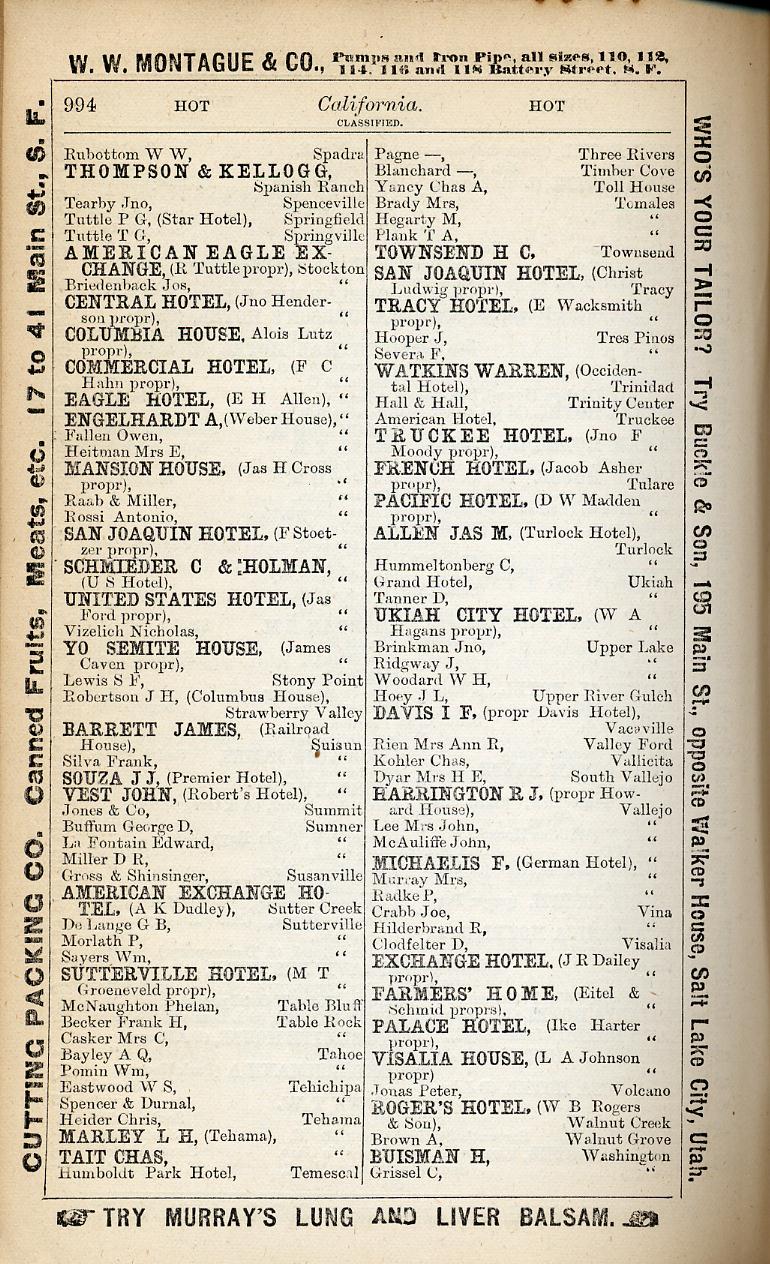 W. W. MONTAGUE & CO., Pumps and Iron Pipe, all sizes, 110, 112,
114, 116 and 118 Battery Street, S. F.
994 HOT California. HOT
CLASSIFIED.
Rubottom W W, Spadra
THOMPSON & KELLOGG,
Spanish Ranch
Tearby Jno, Spenceville
Tuttle P G, (Star Hotel), Springfield
Tuttle T G, Springville
AMERICAN EAGLE EX-
CHANGE, (R Tuttle propr), Stockton
Briedenback Jos, “
CENTRAL HOTEL, (Jno Hender-
son propr), “
COLUMBIA HOUSE, Alois Lutz
propr), “
COMMERCIAL HOTEL, (F C
Hahn propr), “
EAGLE HOTEL, (E H Allen), “
ENGELHARDT A, (Weber House), “
Fallen Owen, “
Heitman Mrs E, “
MANSION HOUSE, (Jas H Cross
propr), “
Raab & Miller, “
Rossi Antonio, “
SAN JOAQUIN HOTEL, (F Stoet-
zer propr), “
SCHMIEDER C & HOLMAN,
(U S Hotel), “
UNITED STATES HOTEL, (Jas
Ford propr), “
Vizelich Nicholas, “
YO SEMITE HOUSE, (James
Caven propr), “
Lewis S F, Stony Point
Robertson J H, (Columbus House),
Strawberry Valley
BARRETT JAMES, (Railroad
House), Suisun
Silva Frank, “
SOUZA J J, (Premier Hotel), “
VEST JOHN, (Robert's Hotel), “
Jones & Co, Summit
Buffum George D, Sumner
La Fontain Edward, “
Miller D R, “
Gross & Shinsinger, Susanville
AMERICAN EXCHANGE HO-
TEL, (A K Dudley), Sutter Creek
De Lange G B, Sutterville
Morlath P, “
Sayers Wm, “
SUTTERVILLE HOTEL, (M T
Groeneveld propr), “
McNaughton Phelan, Table Bluff
Becker Frank H, Table Rock
Casker Mrs C, “
Bayley A Q, Tahoe
Pomin Wm, “
Eastwood W S, Tehichipa
Spencer & Durnal, “
Heider Chris, Tehama
MARLEY L H, (Tehama), “
TAIT CHAS, “
Humboldt Park Hotel, Temescal
Pagne —, Three Rivers
Blanchard —, Timber Cove
Yancy Chas A, Toll House
Brady Mrs, Tomales
Hegarty M, “
Plank T A, “
TOWNSEND H C, Townsend
SAN JOAQUIN HOTEL, (Christ
Ludwig propr), Tracy
TRACY HOTEL, (E Wacksmith
propr), “
Hooper J, Tres Pinos
Severa F, “
WATKINS WARREN, (Occiden-
tal Hotel), Trinidad
Hall & Hall, Trinity Center
American Hotel, Truckee
TRUCKEE HOTEL, (Jno F
Moody propr), “
FRENCH HOTEL, (Jacob Asher
propr), Tulare
PACIFIC HOTEL, (D W Madden
propr), “
ALLEN JAS M, (Turlock Hotel),
Turlock
Hummeltonberg C, “
Grand Hotel, Ukiah
Tanner D, “
UKIAH CITY HOTEL, (W A
Hagans propr), “
Brinkman Jno, Upper Lake
Ridgway J, “
Woodard W H, “
Hoey J L, Upper River Gulch
DAVIS I F, (propr Davis Hotel),
Vacaville
Rien Mrs Ann R, Valley Ford
Kohler Chas, Vallicita
Dyar Mrs H E, South Vallejo
HARRINGTON R J, (propr How-
ard House), Vallejo
Lee Mrs John, “
McAuliffe John, “
MICHAELIS F, (German Hotel), “
Murray Mrs, “
Radke P, “
Crabb Joe, Vina
Hilderbrand R, “
Clodfelter D, Visalia
EXCHANGE HOTEL, (J R Dailey
propr), “
FARMERS' HOME, (Eitel &
Schmid proprs), “
PALACE HOTEL, (Ike Harter
propr), “
VISALIA HOUSE, (L A Johnson
propr) “
Jonas Peter, Volcano
ROGER'S HOTEL, (W B Rogers
& Son), Walnut Creek
Brown A, Walnut Grove
BUISMAN H, Washington
Grissel C, “
CUTTING PACKING CO. Canned Fruits, Meats, etc. 17 to 41 Main St., S. F.
WHO'S YOUR TAILOR? Try Buckle & Son, 195 Main St., opposite Walker House, Salt Lake City, Utah.
TRY MURRAY'S LUNG AND LIVER BALSAM.